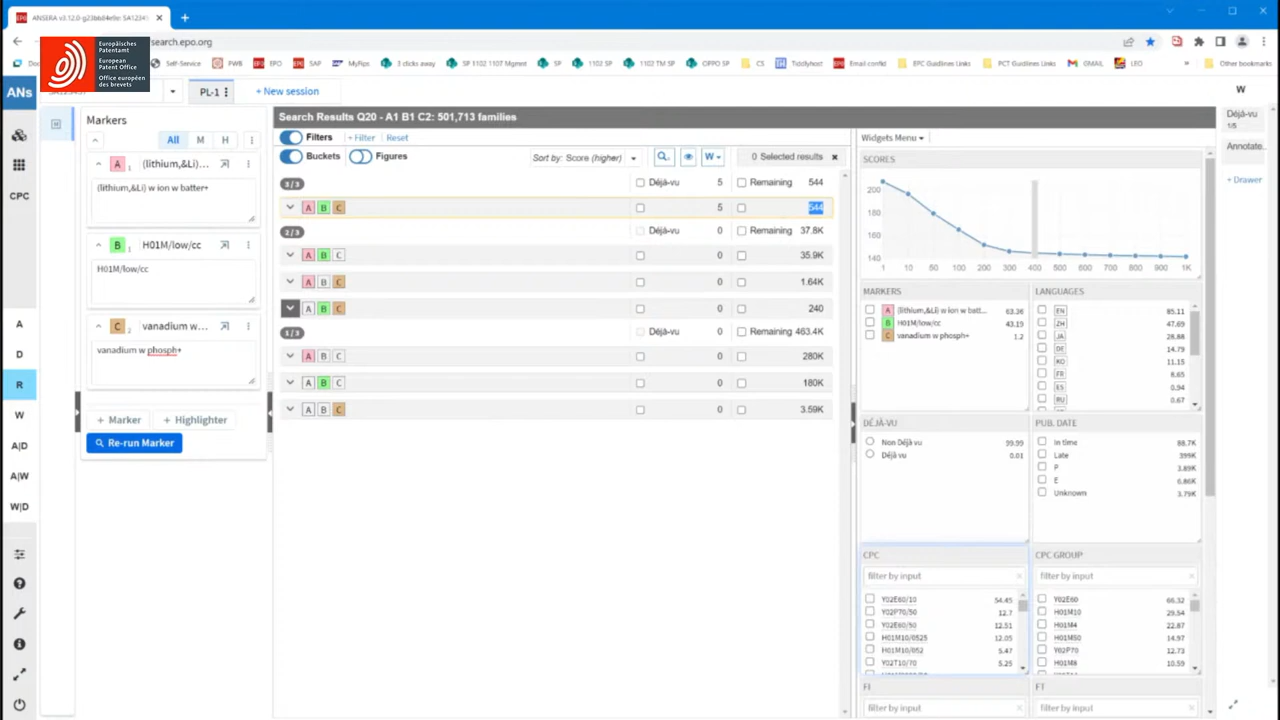 ANSERA v3.12.0-g23bb84e9e: SA12345
search.epo.org
Europäisches
Patentamt
European
Patent Office
Office européen
des brevets
Self-Service
PWB
EPO
SAP
MyFips
3 clicks away
SP 1102 1107 Mgmnt
SP
1102 SP
1102 TM SP
OPPO SP
CS
Tiddlyhost
Email config
EPC Guidlines Links
PCT Guidlines Links
GMAIL
LEO
Other bookmarks
ANs
PL-1
+ New session
W
Markers
All M H
A 1 (lithium,&Li)...
(lithium,&Li) w ion w batter+
B 1 H01M/low/cc
H01M/low/cc
C 2 vanadium w...
vanadium w phosph+
+ Marker + Highlighter
Re-run Marker
CPC
A
D
R
W
A|D
A|W
W|D
Search Results Q20 - A1 B1 C2: 501,713 families
Filters + Filter Reset
Buckets Figures Sort by: Score (higher) W 0 Selected results
3/3 Déjà-vu 5 Remaining 544
A B C 5 544
2/3 Déjà-vu 0 Remaining 37.8K
A B C 0 35.9K
A B C 0 1.64K
A B C 0 240
1/3 Déjà-vu 0 Remaining 463.4K
A B C 0 280K
A B C 0 180K
A B C 0 3.59K
Widgets Menu
SCORES
200
180
160
140
1 10 50 100 200 300 400 500 600 700 800 900 1K
MARKERS
A (lithium,&Li) w ion w batt... 63.36
B H01M/low/cc 43.19
C vanadium w phosph+ 1.2
LANGUAGES
EN 85.11
ZH 47.69
JA 28.88
DE 14.79
KO 11.15
FR 8.65
ES 0.94
RU 0.67
DÉJÀ-VU
Non Déjà vu 99.99
Déjà vu 0.01
PUB. DATE
In time 88.7K
Late 399K
P 3.89K
E 6.86K
Unknown 3.79K
CPC
filter by input
Y02E60/10 54.45
Y02P70/50 12.7
Y02E60/50 12.51
H01M10/0525 12.05
H01M10/052 5.47
Y02T10/70 5.25
CPC GROUP
filter by input
Y02E60 66.32
H01M10 29.54
H01M4 22.87
H01M50 14.97
Y02P70 12.73
H01M8 10.59
FI
filter by input
FT
filter by input
Déjà-vu
1/5
Annotate..
+ Drawer